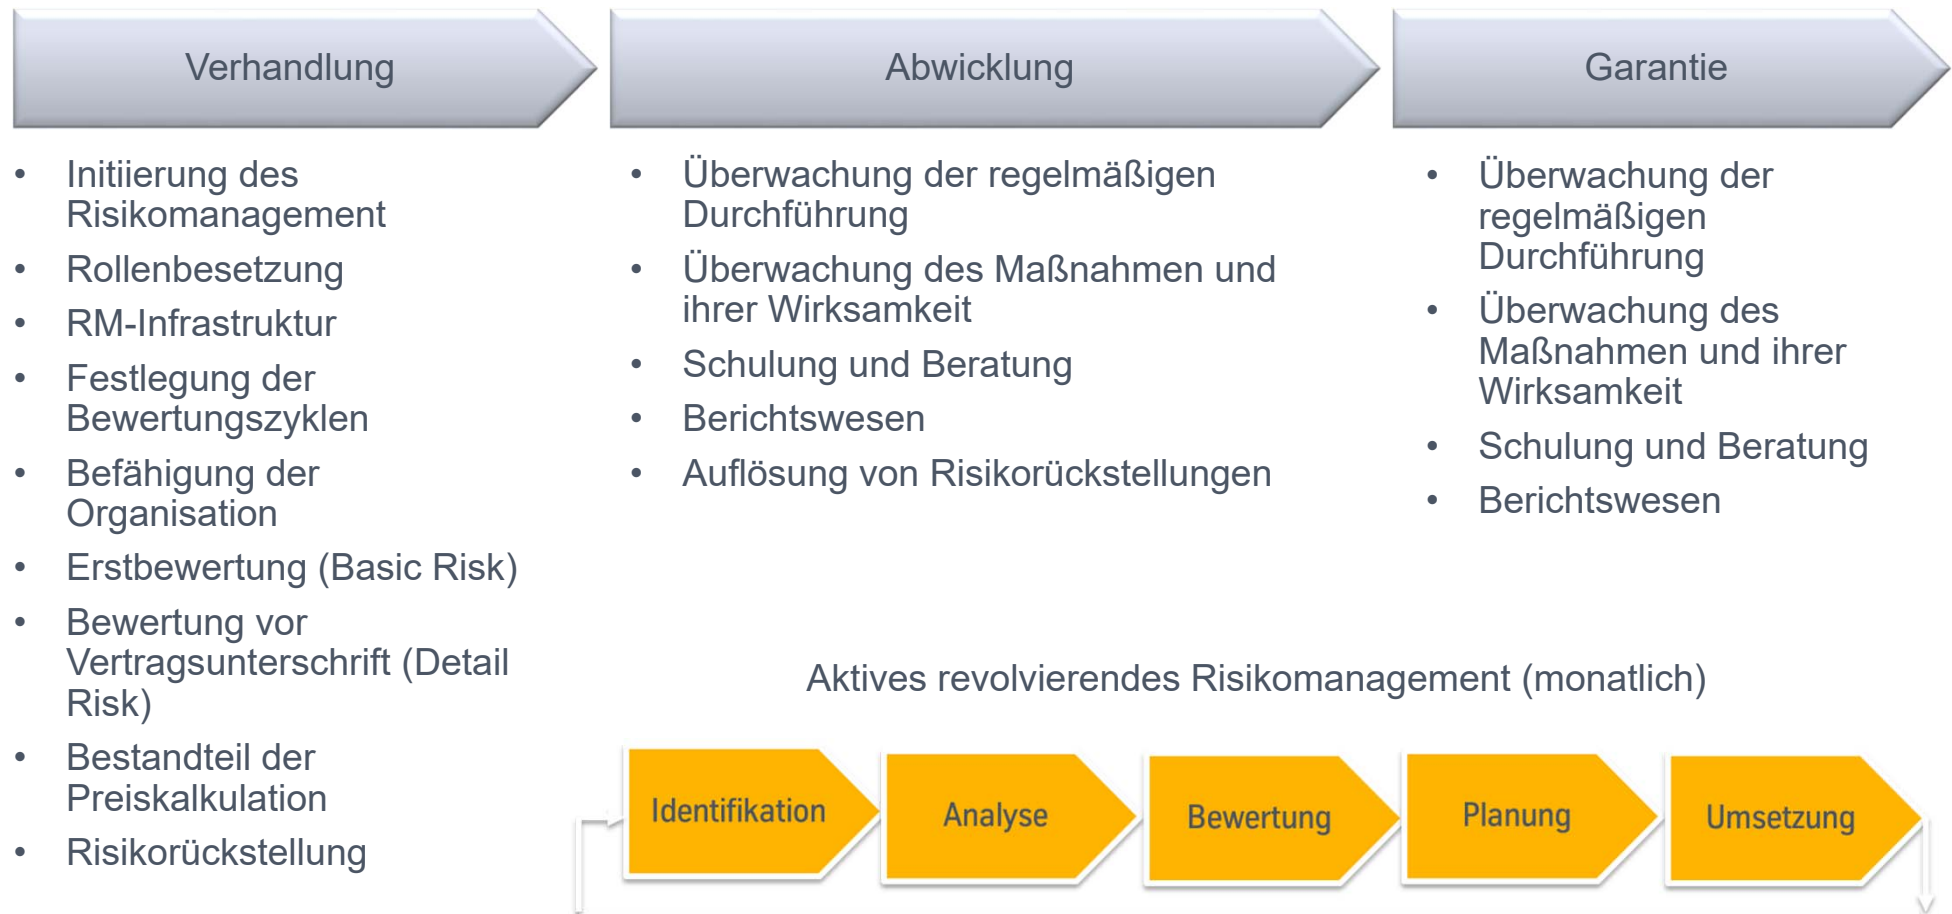 Verhandlung
Abwicklung
Garantie
• Initiierung des
Risikomanagement
• Rollenbesetzung
• RM-Infrastruktur
• Festlegung der
Bewertungszyklen
• Befähigung der
Organisation
• Erstbewertung (Basic Risk)
• Bewertung vor
Vertragsunterschrift (Detail
Risk)
• Bestandteil der
Preiskalkulation
• Risikorückstellung
• Überwachung der regelmäßigen
Durchführung
• Überwachung des Maßnahmen und
ihrer Wirksamkeit
• Schulung und Beratung
• Berichtswesen
• Auflösung von Risikorückstellungen
• Überwachung der
regelmäßigen
Durchführung
• Überwachung des
Maßnahmen und ihrer
Wirksamkeit
• Schulung und Beratung
• Berichtswesen
Aktives revolvierendes Risikomanagement (monatlich)
Identifikation
Analyse
Bewertung
Planung
Umsetzung